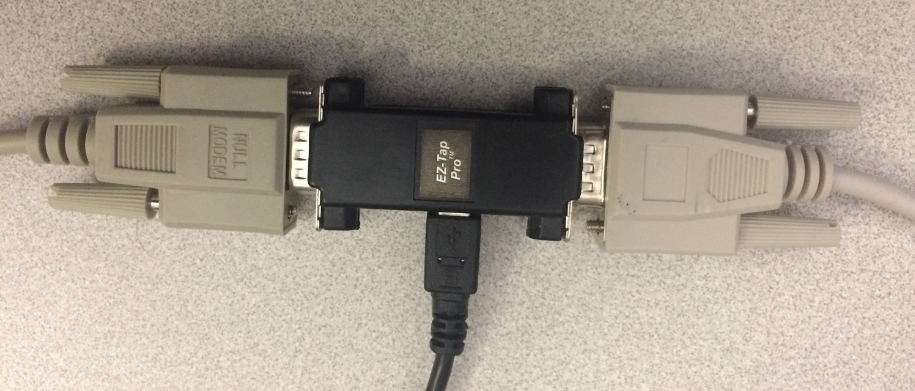 NULL
MODEM
EZ-Tap
Pro™